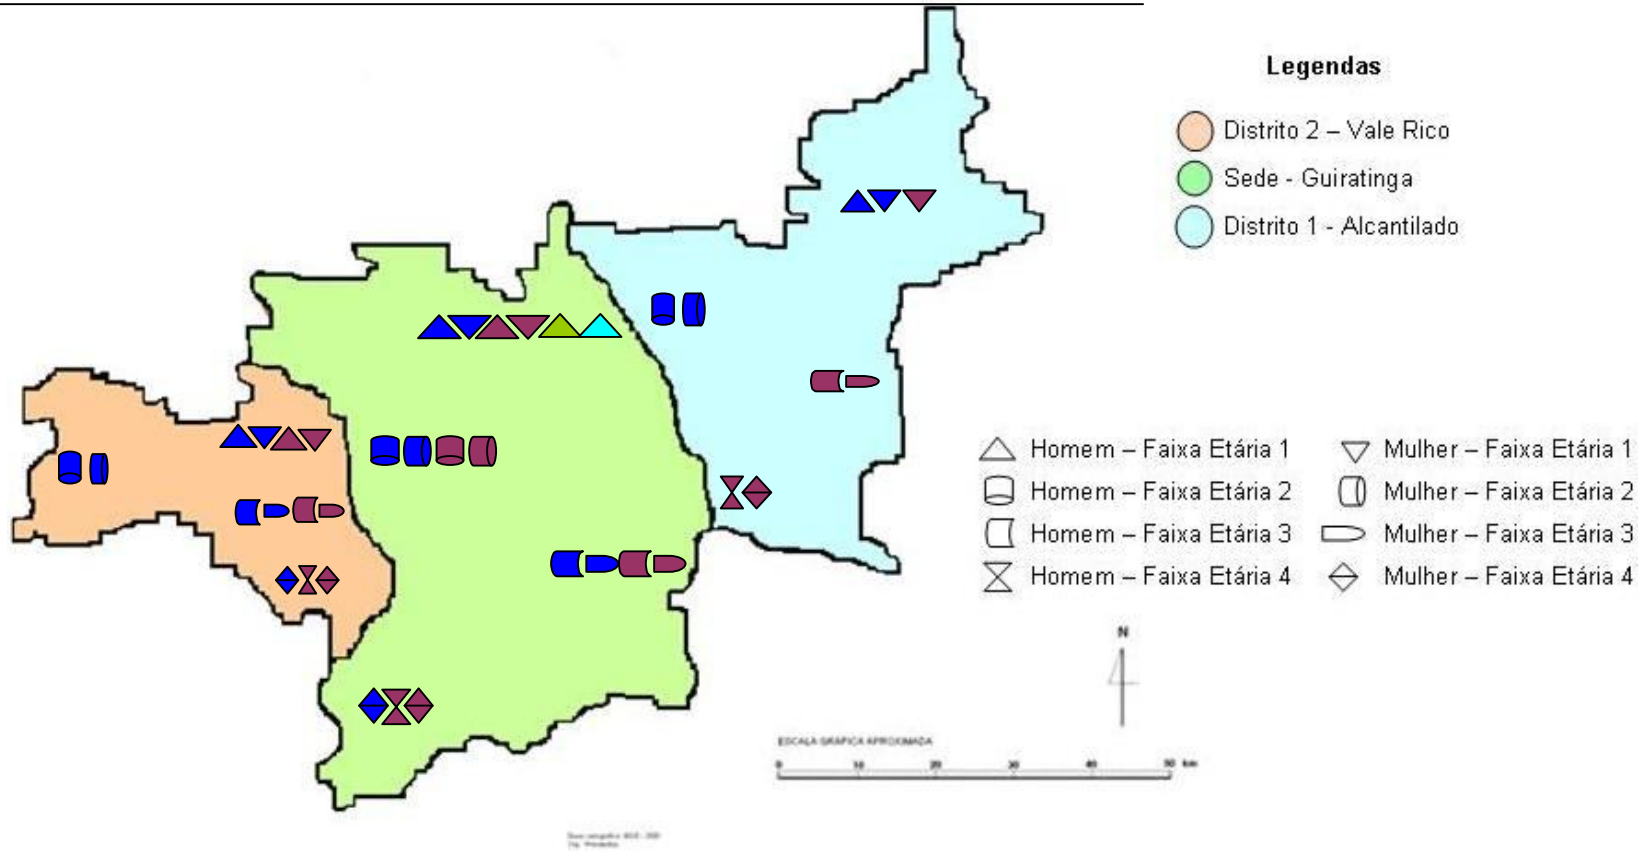 Legendas
Distrito 2 – Vale Rico
Sede - Guiratinga
Distrito 1 - Alcantilado
Homem – Faixa Etária 1
Mulher – Faixa Etária 1
Homem – Faixa Etária 2
Mulher – Faixa Etária 2
Homem – Faixa Etária 3
Mulher – Faixa Etária 3
Homem – Faixa Etária 4
Mulher – Faixa Etária 4
N
ESCALA GRÁFICA APROXIMADA
0 10 20 30 40 50 km